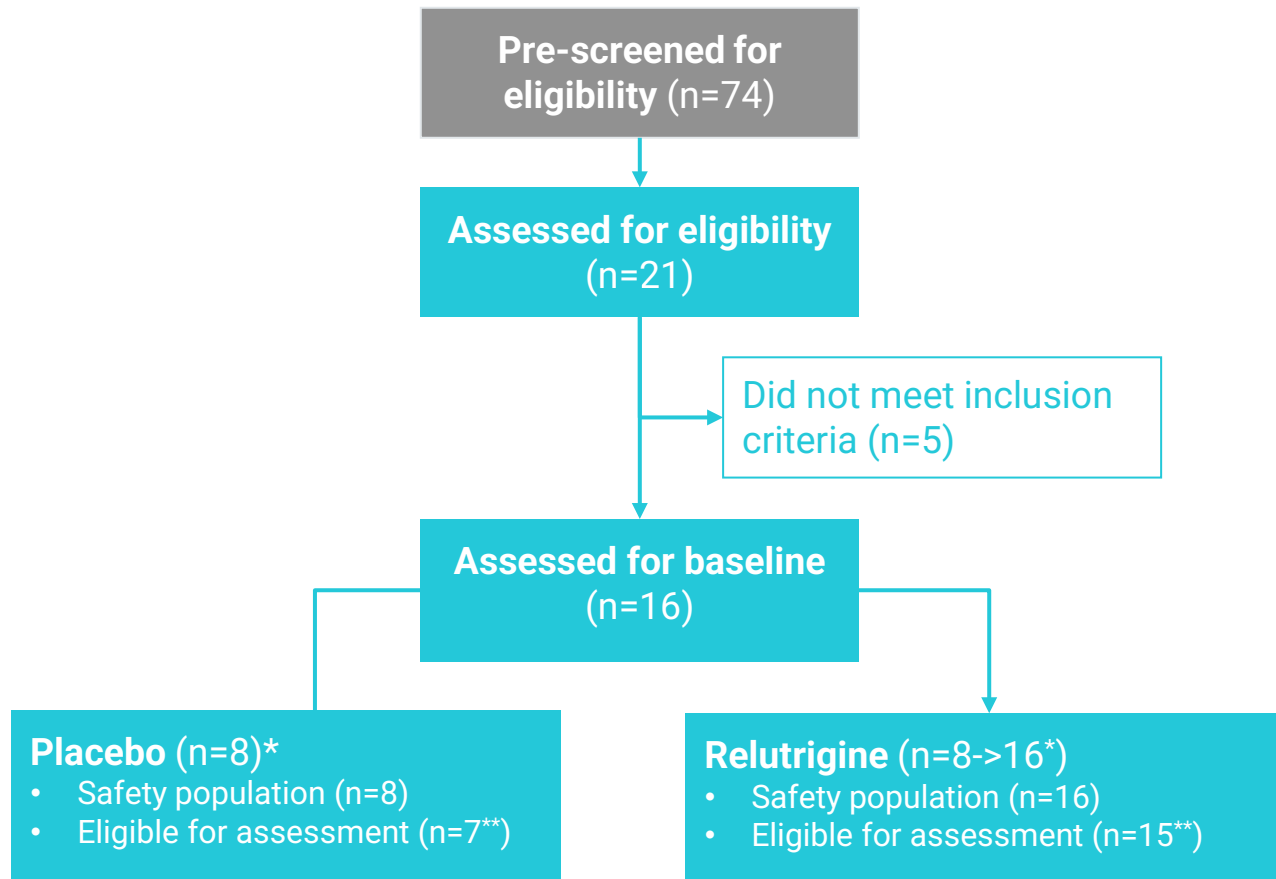 Pre-screened for
eligibility (n=74)
Assessed for eligibility
(n=21)
Did not meet inclusion
criteria (n=5)
Assessed for baseline
(n=16)
Placebo (n=8)*
• Safety population (n=8)
• Eligible for assessment (n=7**)
Relutrigine (n=8->16*)
• Safety population (n=16)
• Eligible for assessment (n=15**)